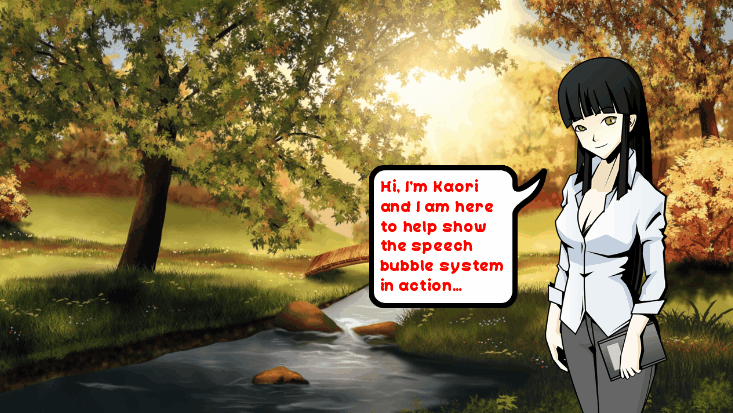 Hi, I'm Kaori
and I am here
to help show
the speech
bubble system
in action...